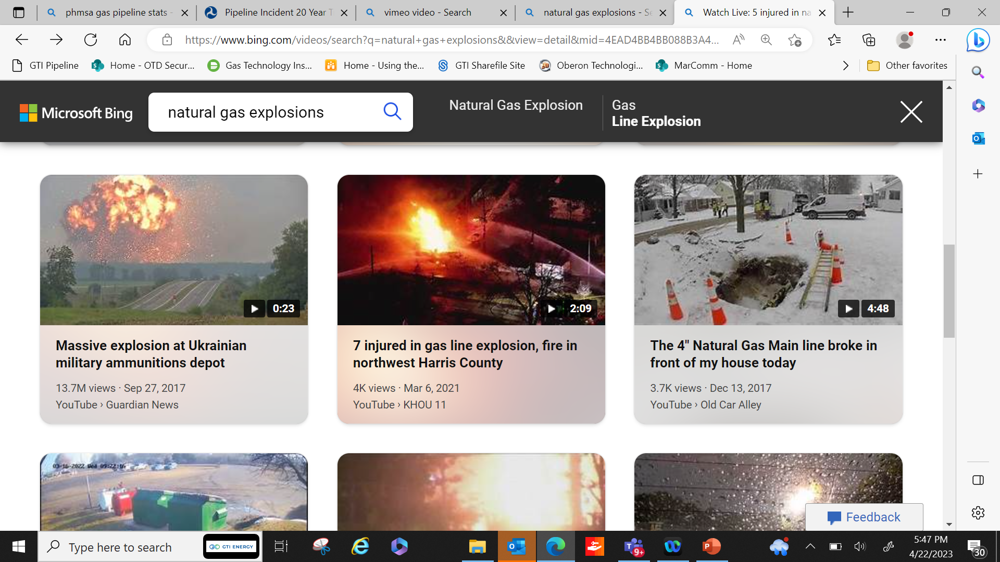 phmsa gas pipeline stats -
Pipeline Incident 20 Year T
vimeo video - Search
natural gas explosions - Se
Watch Live: 5 injured in na
https://www.bing.com/videos/search?q=natural+gas+explosions&&view=detail&mid=4EAD4BB4BB088B3A4...
GTI Pipeline
Home - OTD Secur...
Gas Technology Ins...
Home - Using the...
GTI Sharefile Site
Oberon Technologi...
MarComm - Home
Other favorites
Microsoft Bing
natural gas explosions
Natural Gas Explosion
Gas
Line Explosion
0:23
2:09
4:48
Massive explosion at Ukrainian
military ammunitions depot
13.7M views · Sep 27, 2017
YouTube › Guardian News
7 injured in gas line explosion, fire in
northwest Harris County
4K views · Mar 6, 2021
YouTube › KHOU 11
The 4" Natural Gas Main line broke in
front of my house today
3.7K views · Dec 13, 2017
YouTube › Old Car Alley
03-16-2022 Wed 09:22:16
Feedback
Type here to search
GTI ENERGY
9+
5:47 PM
4/22/2023
30